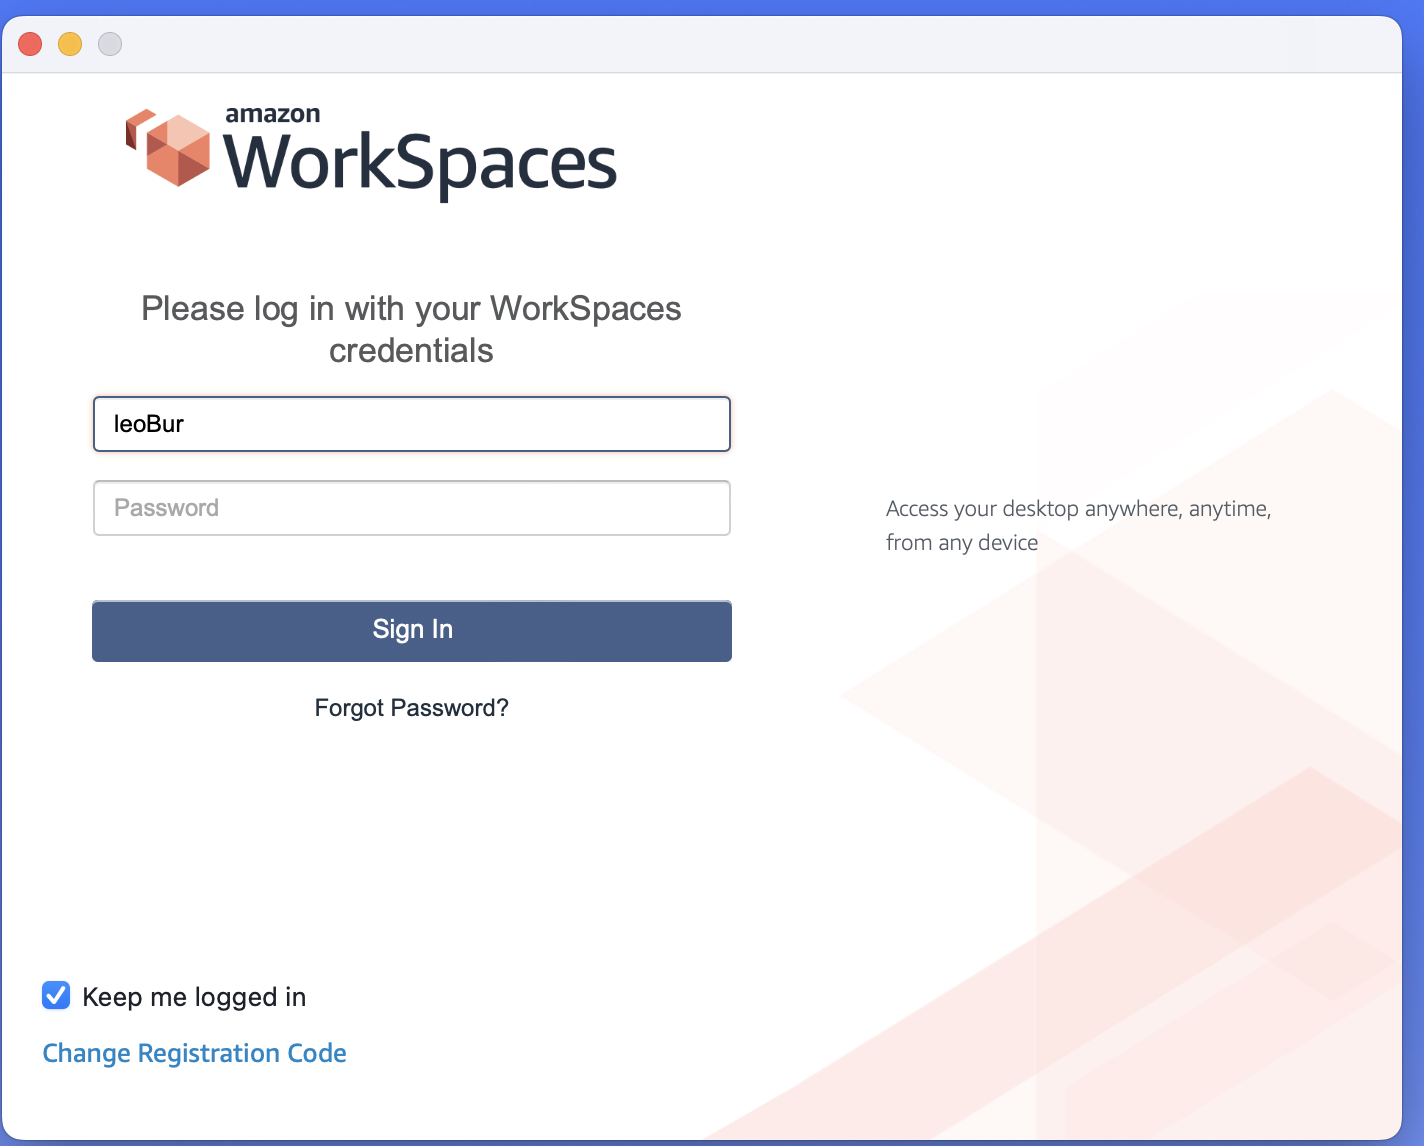 amazon
WorkSpaces
Please log in with your WorkSpaces
credentials
leoBur
Password
Sign In
Forgot Password?
Access your desktop anywhere, anytime,
from any device
Keep me logged in
Change Registration Code